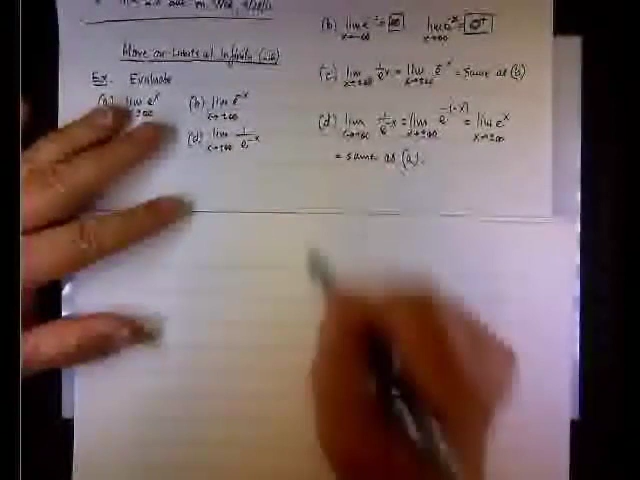 More on Limits at Infinity
Ex. Evaluate
(a) lim e^x
x→±∞
(b) lim e^-x
x→±∞
(d) lim 1/e^-x
x→±∞
(b) lim e^-x = ∞
x→-∞
lim e^-x = 0^+
x→∞
(c) lim 1/e^x = lim e^-x = same as (b)
x→±∞ x→±∞
(d) lim 1/e^-x = lim e^-(-x) = lim e^x
x→±∞ x→±∞ x→±∞
= same as (a).